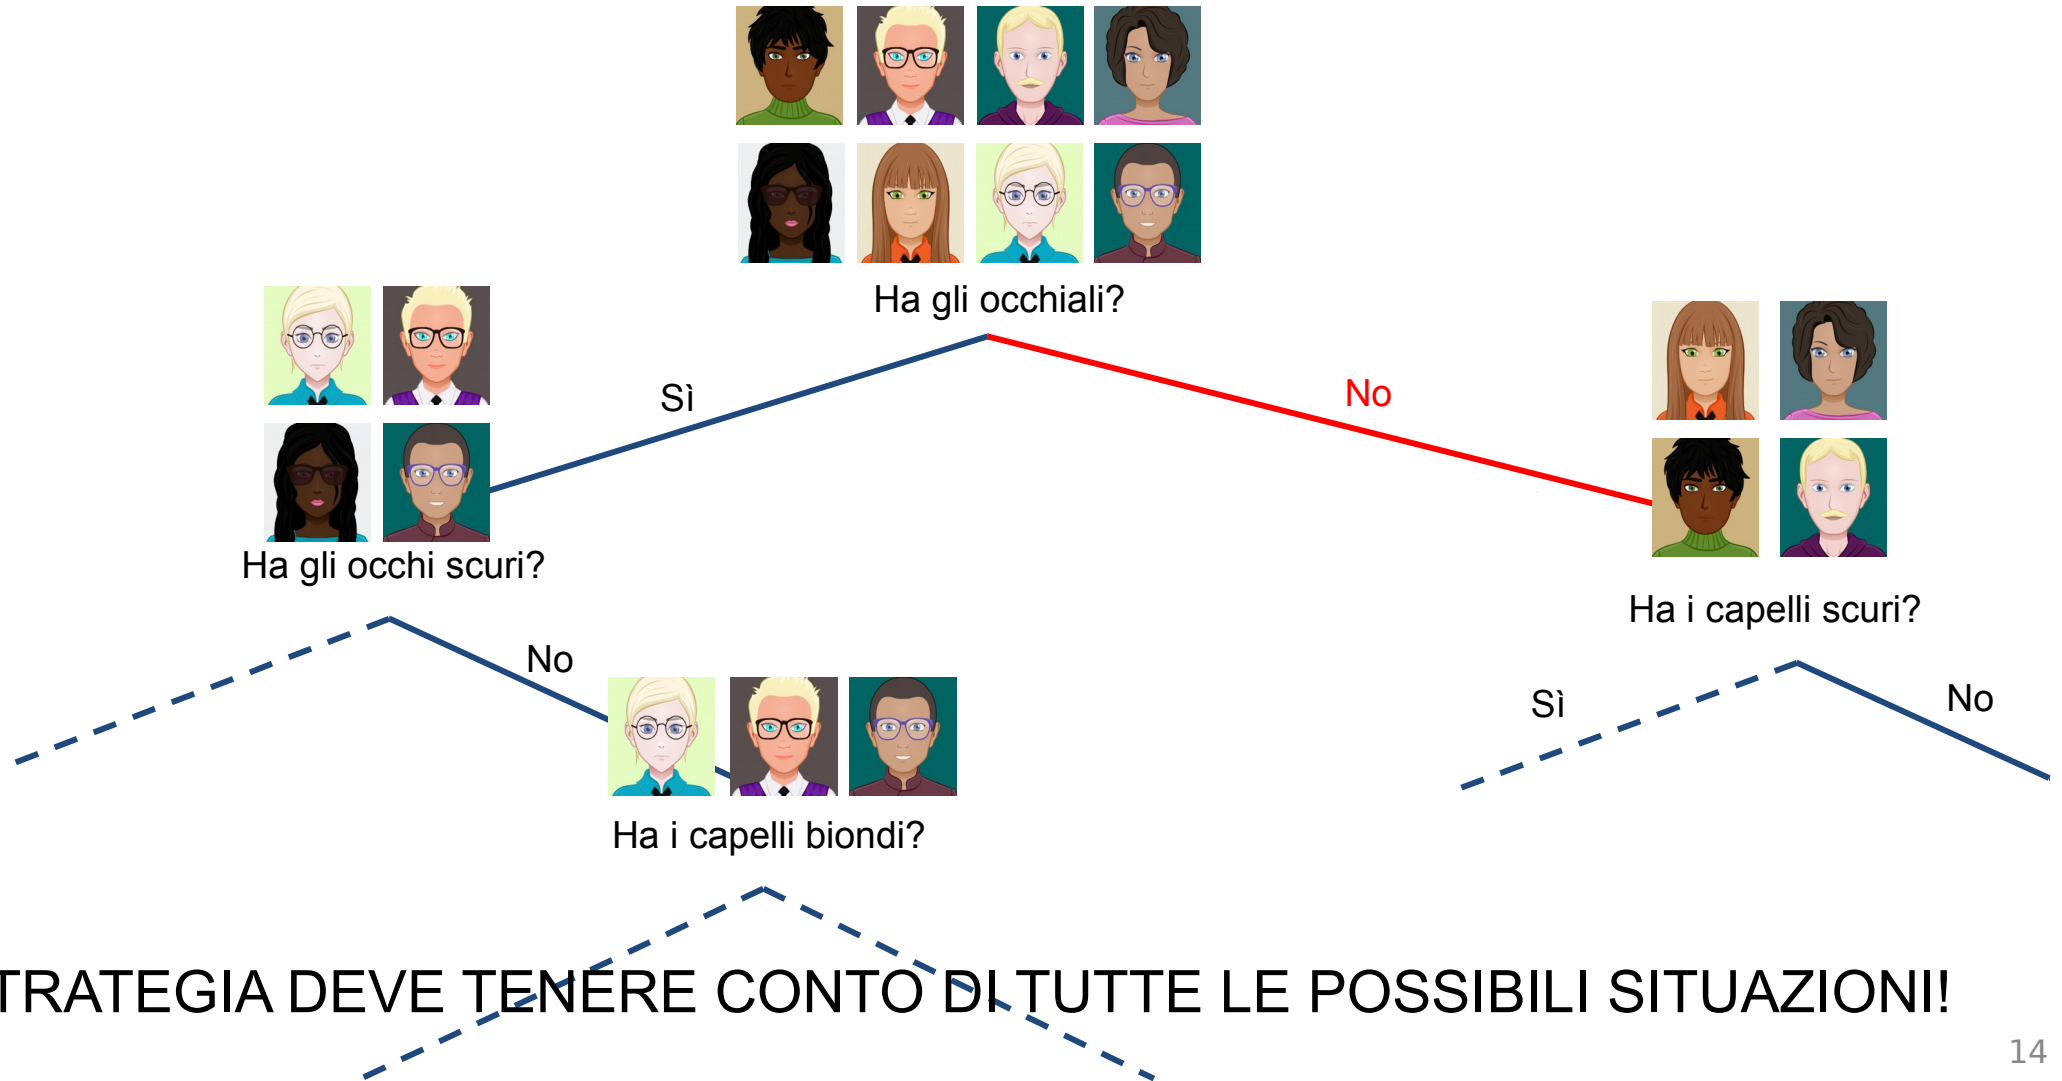 Ha gli occhiali?
Sì
No
Ha gli occhi scuri?
Ha i capelli scuri?
No
Sì
No
Ha i capelli biondi?
TRATEGIA DEVE TENERE CONTO DI TUTTE LE POSSIBILI SITUAZIONI!
14